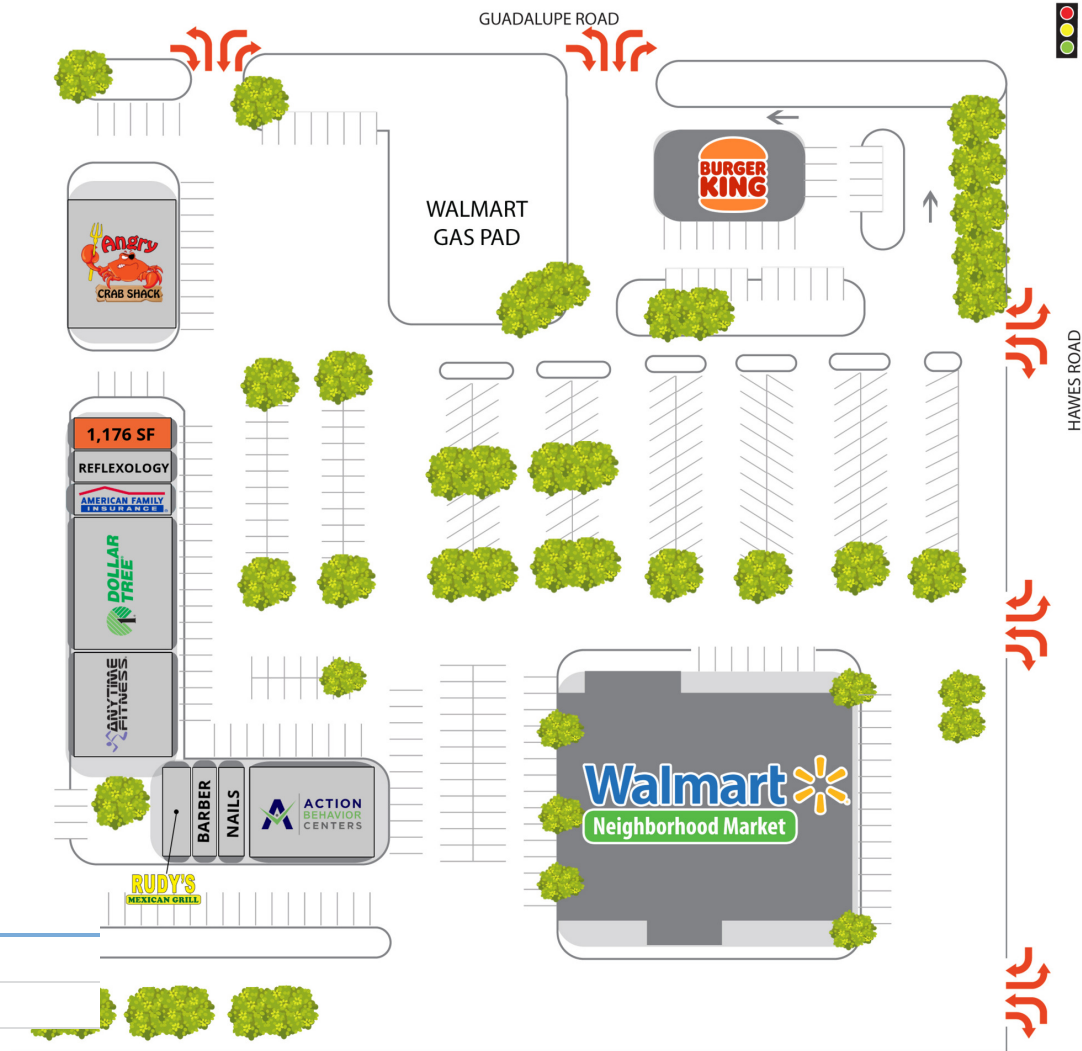 GUADALUPE ROAD
BURGER
KING
WALMART
GAS PAD
Angry
CRAB SHACK
HAWES ROAD
1,176 SF
REFLEXOLOGY
AMERICAN FAMILY
INSURANCE
DOLLAR
TREE
ANYTIME
FITNESS
BARBER
NAILS
ACTION
BEHAVIOR
CENTERS
Walmart
Neighborhood Market
RUDY'S
MEXICAN GRILL